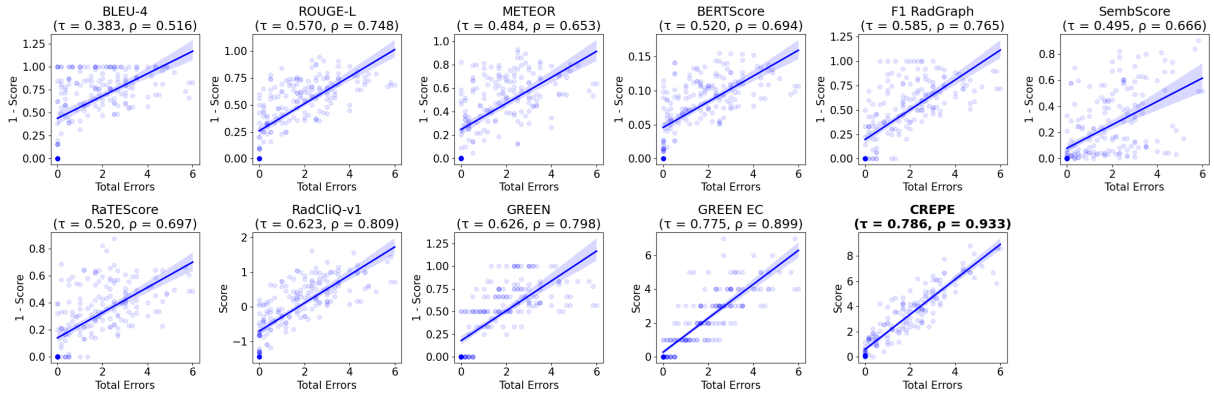 BLEU-4
(τ = 0.383, ρ = 0.516)
1.25
1.00
0.75
0.50
0.25
0.00
1 - Score
0 2 4 6
Total Errors
ROUGE-L
(τ = 0.570, ρ = 0.748)
1.00
0.75
0.50
0.25
0.00
1 - Score
0 2 4 6
Total Errors
METEOR
(τ = 0.484, ρ = 0.653)
1.0
0.8
0.6
0.4
0.2
0.0
1 - Score
0 2 4 6
Total Errors
BERTScore
(τ = 0.520, ρ = 0.694)
0.15
0.10
0.05
0.00
1 - Score
0 2 4 6
Total Errors
F1 RadGraph
(τ = 0.585, ρ = 0.765)
1.25
1.00
0.75
0.50
0.25
0.00
1 - Score
0 2 4 6
Total Errors
SembScore
(τ = 0.495, ρ = 0.666)
0.8
0.6
0.4
0.2
0.0
1 - Score
0 2 4 6
Total Errors
RaTEScore
(τ = 0.520, ρ = 0.697)
0.8
0.6
0.4
0.2
0.0
1 - Score
0 2 4 6
Total Errors
RadCliQ-v1
(τ = 0.623, ρ = 0.809)
2
1
0
−1
Score
0 2 4 6
Total Errors
GREEN
(τ = 0.626, ρ = 0.798)
1.25
1.00
0.75
0.50
0.25
0.00
1 - Score
0 2 4 6
Total Errors
GREEN EC
(τ = 0.775, ρ = 0.899)
6
4
2
0
Score
0 2 4 6
Total Errors
CREPE
(τ = 0.786, ρ = 0.933)
8
6
4
2
0
Score
0 2 4 6
Total Errors